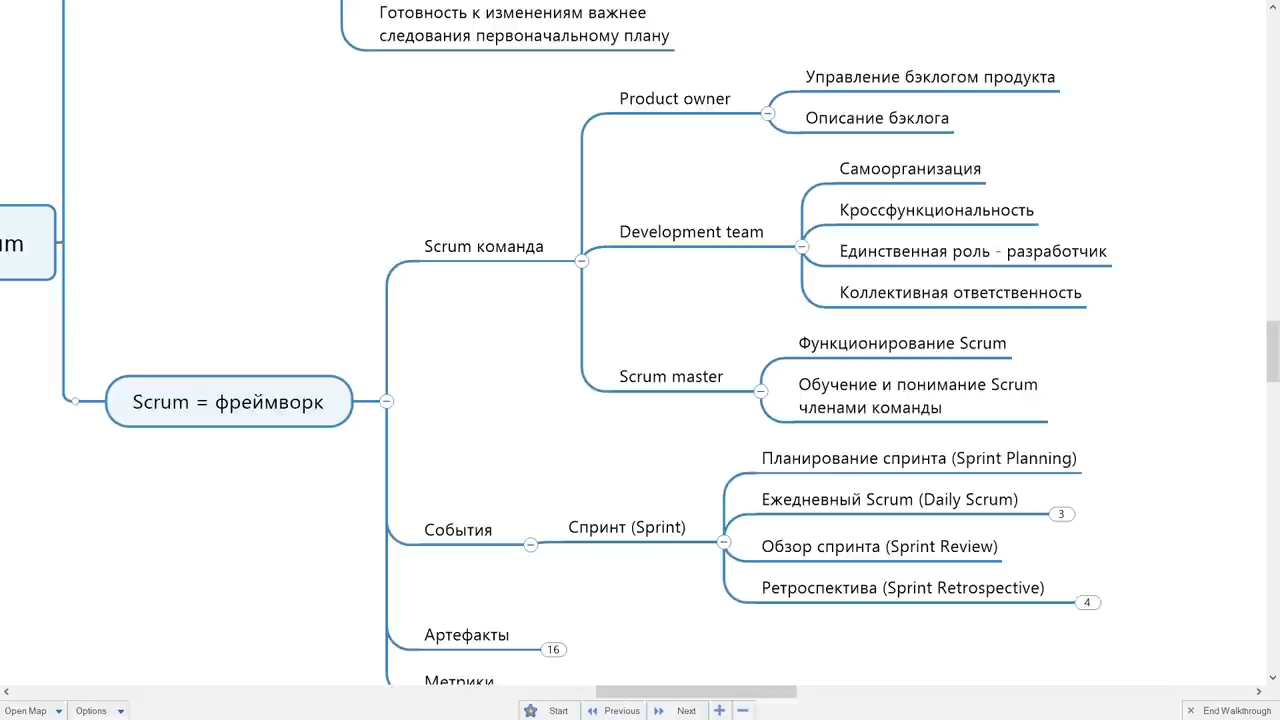 Готовность к изменениям важнее
следования первоначальному плану
Product owner
Управление бэклогом продукта
Описание бэклога
Scrum команда
Development team
Самоорганизация
Кроссфункциональность
Единственная роль - разработчик
Коллективная ответственность
Scrum master
Функционирование Scrum
Обучение и понимание Scrum
членами команды
um
Scrum = фреймворк
События
Спринт (Sprint)
Планирование спринта (Sprint Planning)
Ежедневный Scrum (Daily Scrum)
3
Обзор спринта (Sprint Review)
Ретроспектива (Sprint Retrospective)
4
Артефакты
16
Метрики
Open Map
Options
Start
Previous
Next
End Walkthrough